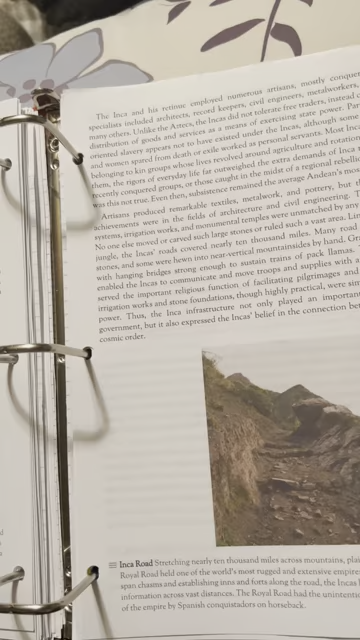 The Inca and his retinue employed numerous artisans, mostly conque
specialists included architects, record keepers, civil engineers, metalworkers,
many others. Unlike the Aztecs, the Incas did not tolerate free traders, instead c
distribution of goods and services as a means of exercising state power. Par
oriented slavery appears not to have existed under the Incas, although some
and women spared from death or exile worked as personal servants. Most Inc
belonging to kin groups whose lives revolved around agriculture and rotation
them, the rigors of everyday life far outweighed the extra demands of Inca r
recently conquered groups, or those caught in the midst of a regional rebelli
was this not true. Even then, subsistence remained the average Andean's mos
Artisans produced remarkable textiles, metalwork, and pottery, but th
achievements were in the fields of architecture and civil engineering. T
systems, irrigation works, and monumental temples were unmatched by any
No one else moved or carved such large stones or ruled such a vast area. Lin
jungle, the Incas' roads covered nearly ten thousand miles. Many road
stones, and some were hewn into near-vertical mountainsides by hand. Gra
with hanging bridges strong enough to sustain trains of pack llamas.
enabled the Incas to communicate and move troops and supplies with a
served the important religious function of facilitating pilgrimages and
irrigation works and stone foundations, though highly practical, were sim
power. Thus, the Inca infrastructure not only played an importan
government, but it also expressed the Incas' belief in the connection be
cosmic order.
Inca Road Stretching nearly ten thousand miles across mountains, plai
Royal Road held one of the world's most rugged and extensive empire
span chasms and establishing inns and forts along the road, the Incas
information across vast distances. The Royal Road had the unintentio
of the empire by Spanish conquistadors on horseback.